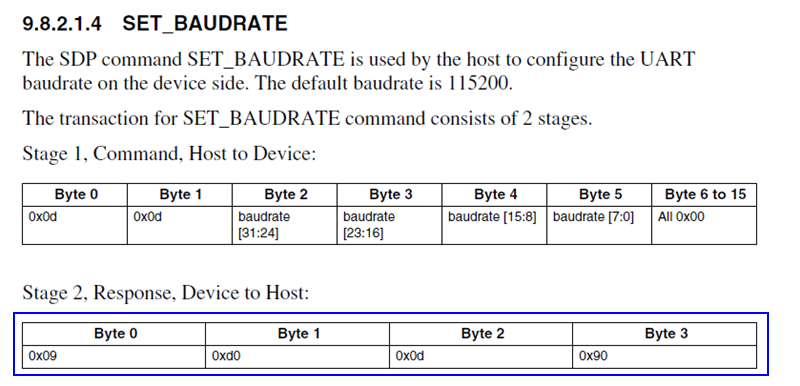 9.8.2.1.4 SET_BAUDRATE
The SDP command SET_BAUDRATE is used by the host to configure the UART
baudrate on the device side. The default baudrate is 115200.
The transaction for SET_BAUDRATE command consists of 2 stages.
Stage 1, Command, Host to Device:
Byte 0 Byte 1 Byte 2 Byte 3 Byte 4 Byte 5 Byte 6 to 15
0x0d 0x0d baudrate baudrate baudrate [15:8] baudrate [7:0] All 0x00
[31:24] [23:16]
Stage 2, Response, Device to Host:
Byte 0 Byte 1 Byte 2 Byte 3
0x09 0xd0 0x0d 0x90